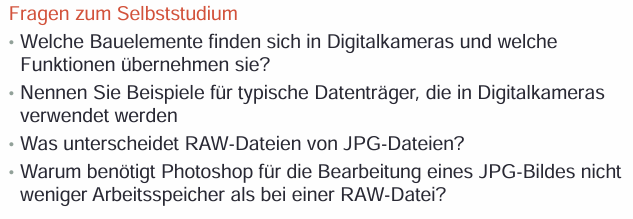 Fragen zum Selbststudium
• Welche Bauelemente finden sich in Digitalkameras und welche
Funktionen übernehmen sie?
• Nennen Sie Beispiele für typische Datenträger, die in Digitalkameras
verwendet werden
• Was unterscheidet RAW-Dateien von JPG-Dateien?
• Warum benötigt Photoshop für die Bearbeitung eines JPG-Bildes nicht
weniger Arbeitsspeicher als bei einer RAW-Datei?